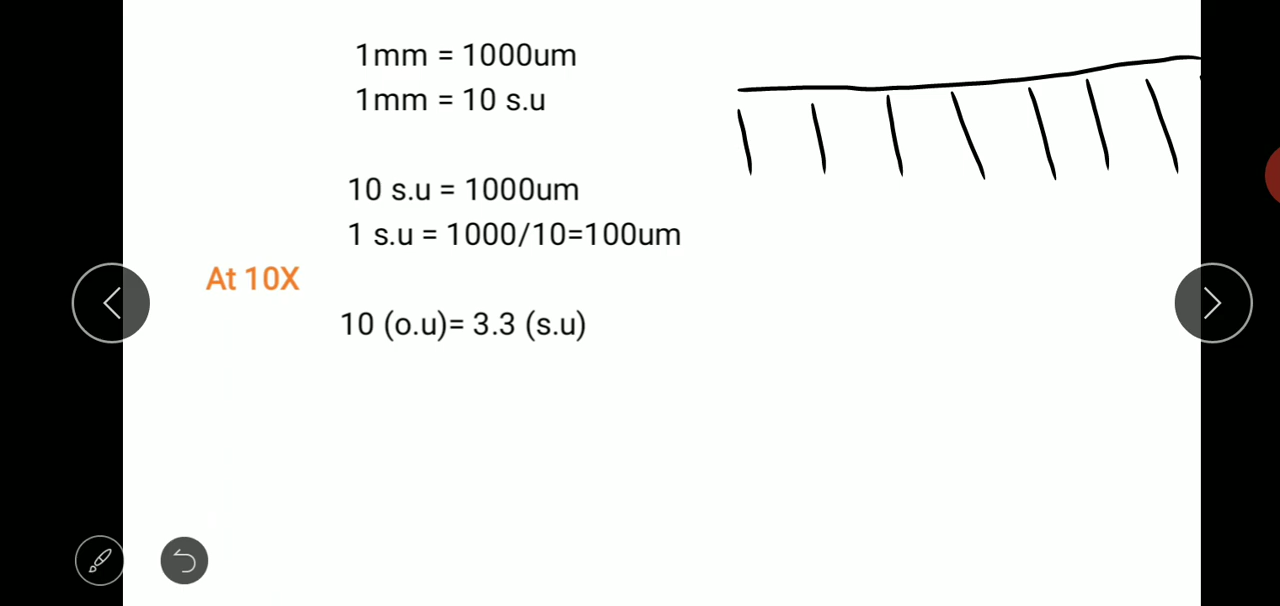 1mm = 1000um
1mm = 10 s.u
10 s.u = 1000um
1 s.u = 1000/10=100um
At 10X
10 (o.u)= 3.3 (s.u)